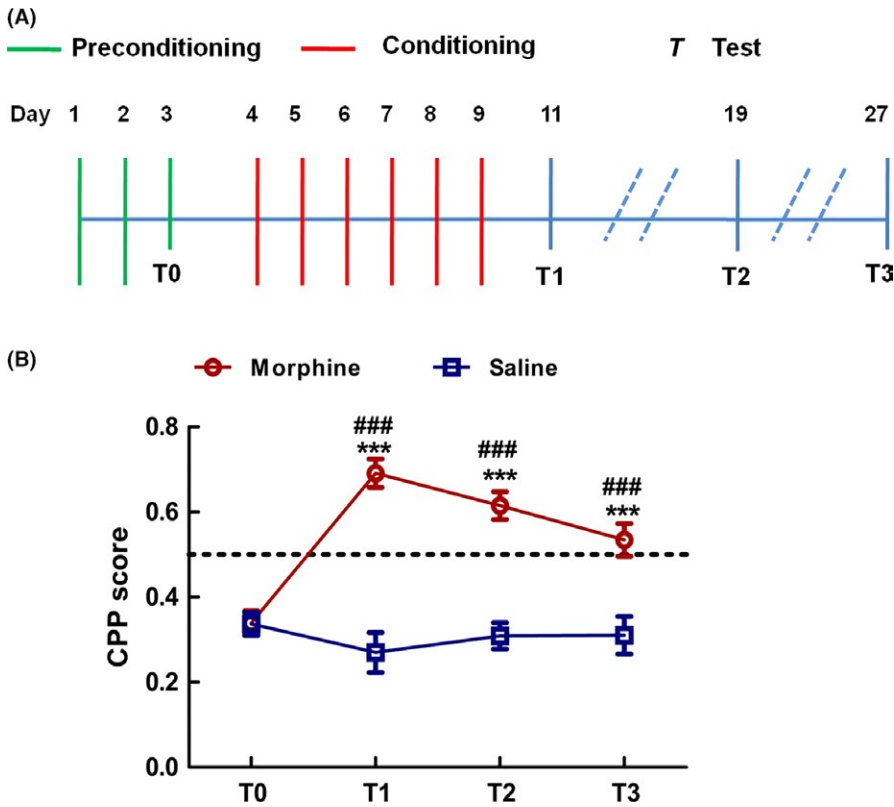 (A)
Preconditioning Conditioning T Test
Day 1 2 3 4 5 6 7 8 9 11 19 27
T0 T1 T2 T3
(B)
Morphine Saline
0.8
0.6
0.4
0.2
0.0
CPP score
### ### ###
*** *** ***
T0 T1 T2 T3